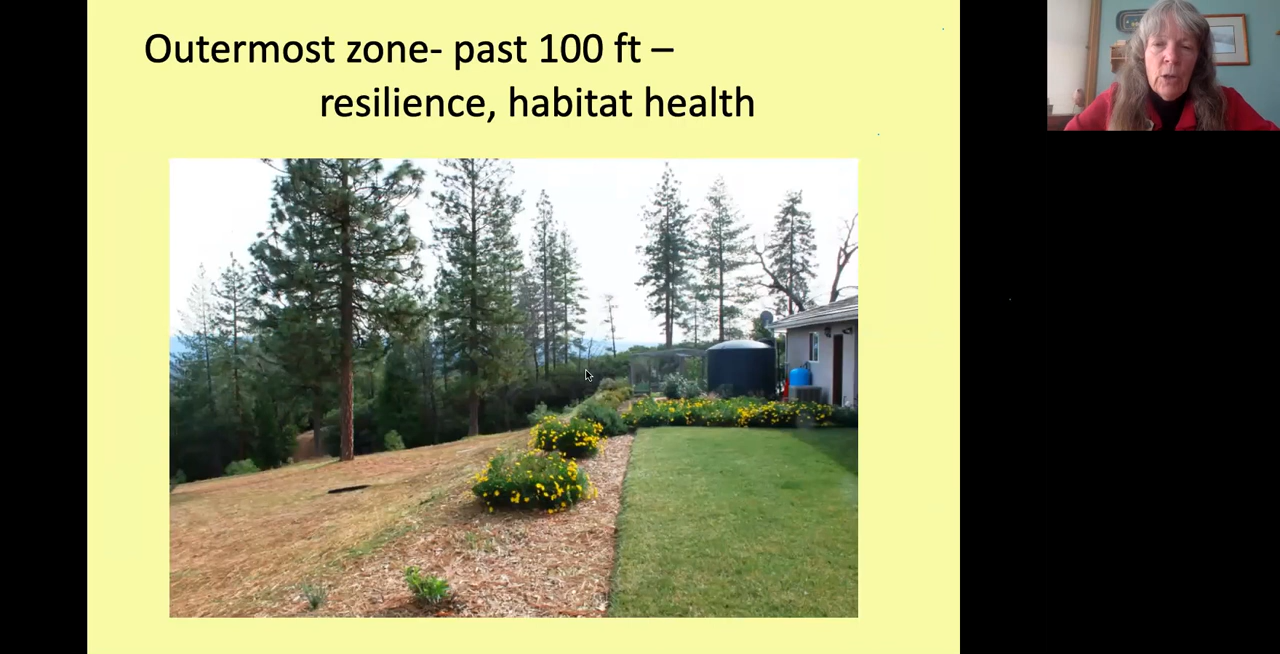 Outermost zone- past 100 ft –
resilience, habitat health